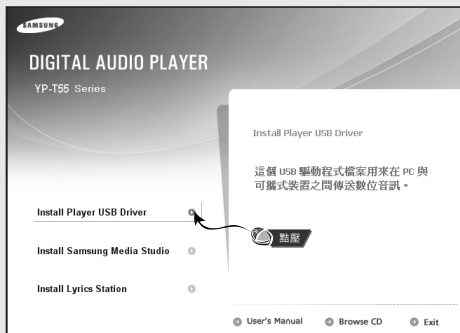 SAMSUNG
DIGITAL AUDIO PLAYER
YP-T55 Series
Install Player USB Driver
這個 USB 驅動程式檔案用來在 PC 與
可攜式裝置之間傳送數位音訊。
Install Player USB Driver
點壓
Install Samsung Media Studio
Install Lyrics Station
User's Manual
Browse CD
Exit